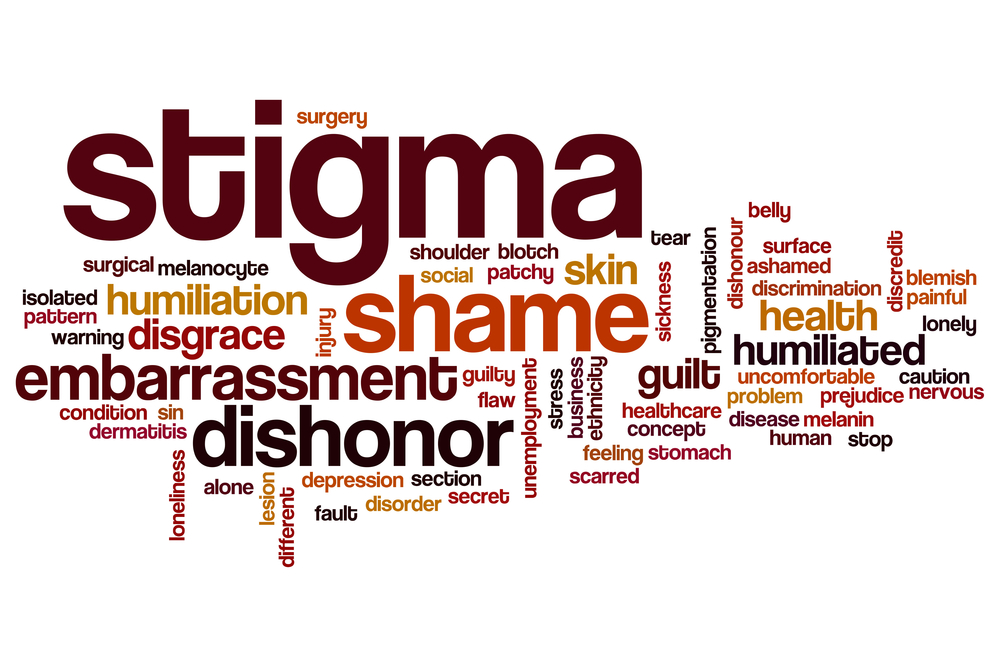 surgery
stigma
belly
tear
shoulder blotch
surface
surgical melanocyte
social patchy skin
ashamed
dishonour
discredit
pigmentation
sickness
isolated humiliation
discrimination
blemish
painful
pattern
shame
health
lonely
warning disgrace
injury
humiliated
embarrassment
guilty
guilt
uncomfortable caution
flaw
problem prejudice nervous
unemployment
stress
business
ethnicity
condition sin
healthcare
disease melanin
dermatitis
dishonor
concept
human stop
feeling stomach
loneliness
alone
lesion
different
depression section
scarred
fault disorder secret